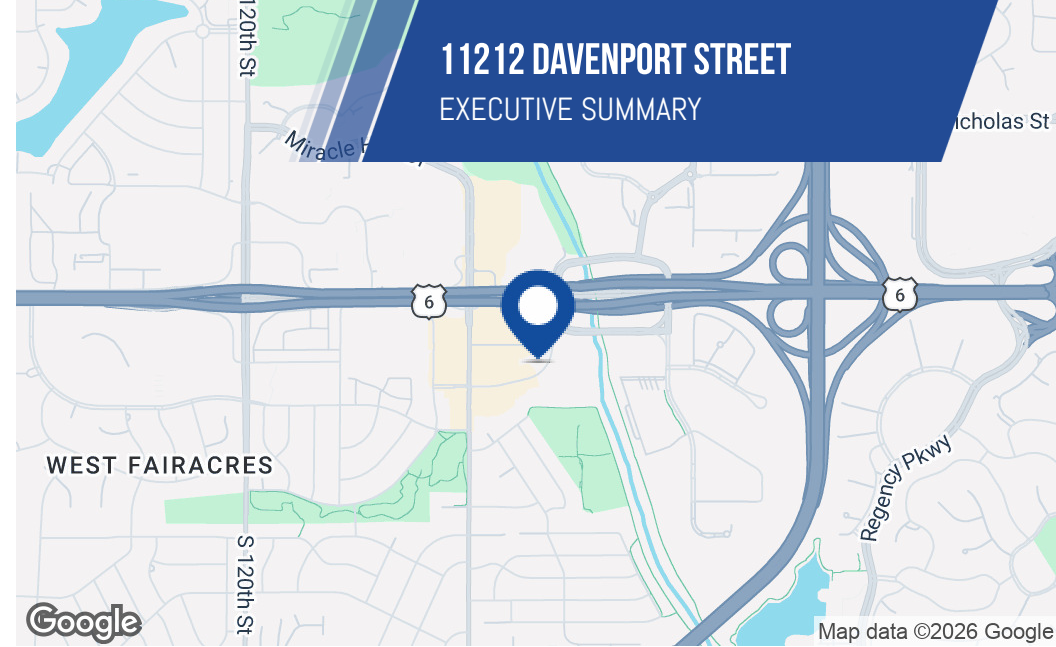 120th St
11212 DAVENPORT STREET
EXECUTIVE SUMMARY
Miracle
icholas St
6
6
WEST FAIRACRES
Regency Pkwy
S 120th St
Google
Map data ©2026 Google